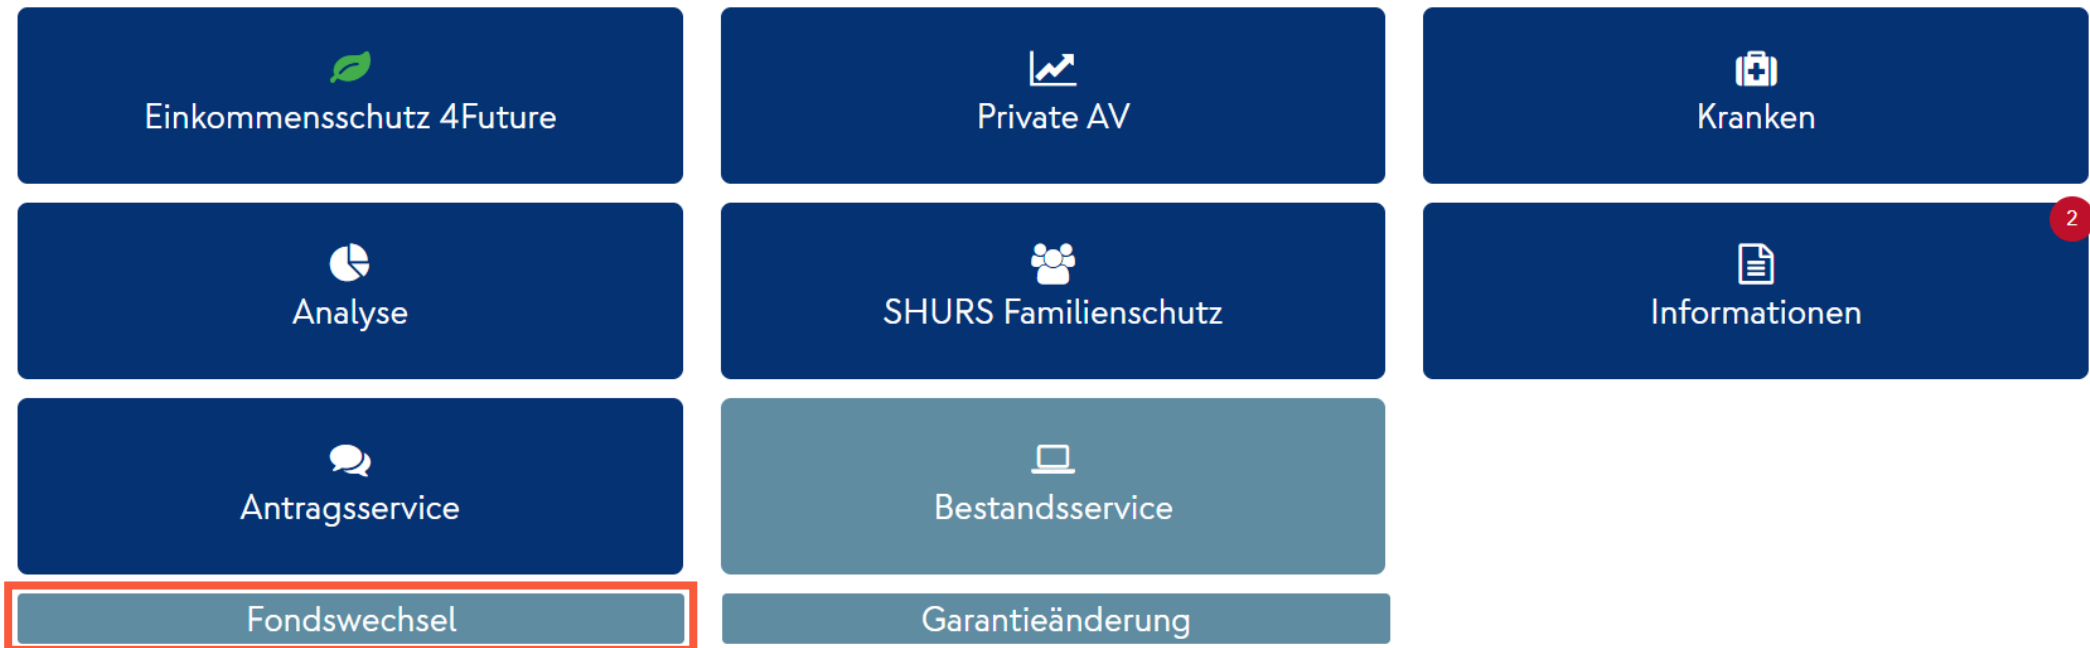 Einkommensschutz 4Future
Private AV
Kranken
Analyse
SHURS Familienschutz
2
Informationen
Antragsservice
Bestandsservice
Fondswechsel
Garantieänderung